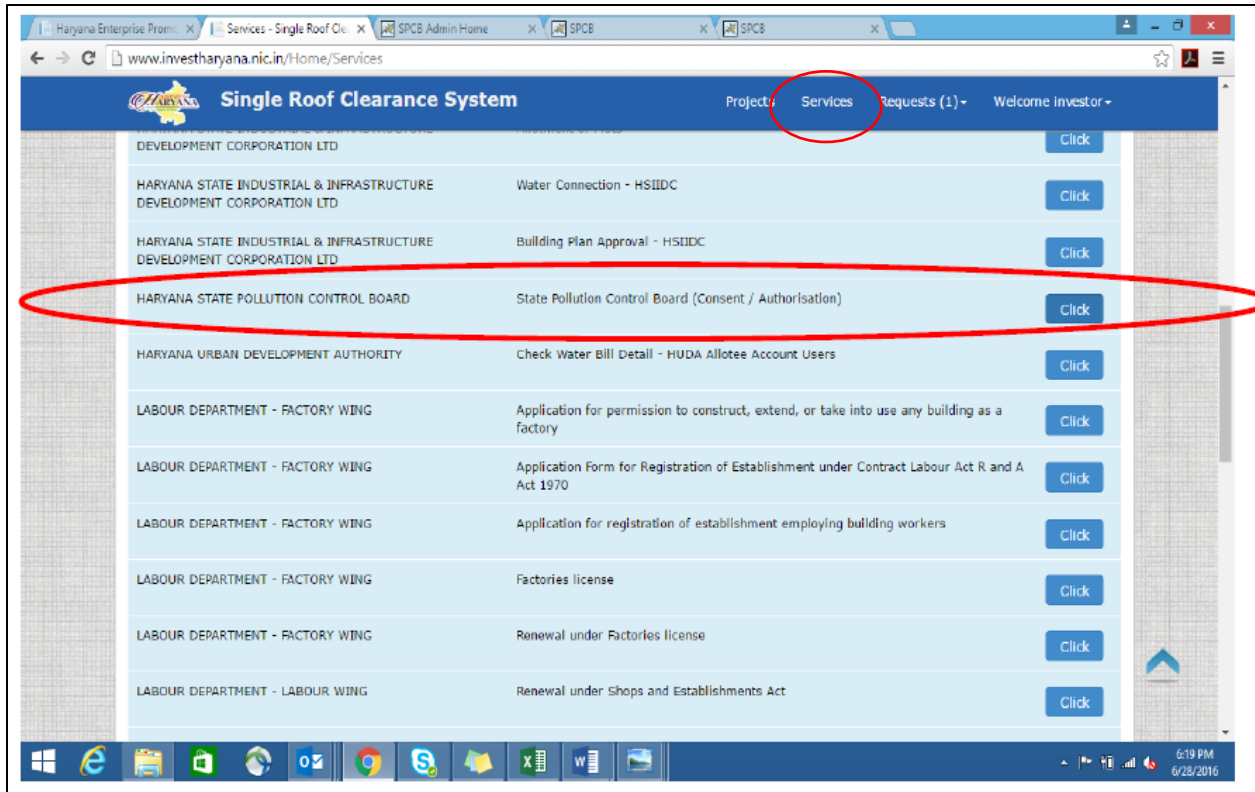 Haryana Enterprise Promo
Services - Single Roof Cle
SPCB Admin Home
SPCB
SPCB
www.investharyana.nic.in/Home/Services
HARYANA
Single Roof Clearance System
Projects
Services
Requests (1)
Welcome investor
HARYANA STATE INDUSTRIAL & INFRASTRUCTURE
Allotment of Plots
DEVELOPMENT CORPORATION LTD
Click
HARYANA STATE INDUSTRIAL & INFRASTRUCTURE
DEVELOPMENT CORPORATION LTD
Water Connection - HSIIDC
Click
HARYANA STATE INDUSTRIAL & INFRASTRUCTURE
DEVELOPMENT CORPORATION LTD
Building Plan Approval - HSIIDC
Click
HARYANA STATE POLLUTION CONTROL BOARD
State Pollution Control Board (Consent / Authorisation)
Click
HARYANA URBAN DEVELOPMENT AUTHORITY
Check Water Bill Detail - HUDA Allotee Account Users
Click
LABOUR DEPARTMENT - FACTORY WING
Application for permission to construct, extend, or take into use any building as a
factory
Click
LABOUR DEPARTMENT - FACTORY WING
Application Form for Registration of Establishment under Contract Labour Act R and A
Act 1970
Click
LABOUR DEPARTMENT - FACTORY WING
Application for registration of establishment employing building workers
Click
LABOUR DEPARTMENT - FACTORY WING
Factories license
Click
LABOUR DEPARTMENT - FACTORY WING
Renewal under Factories license
Click
LABOUR DEPARTMENT - LABOUR WING
Renewal under Shops and Establishments Act
Click
6:19 PM
6/28/2016